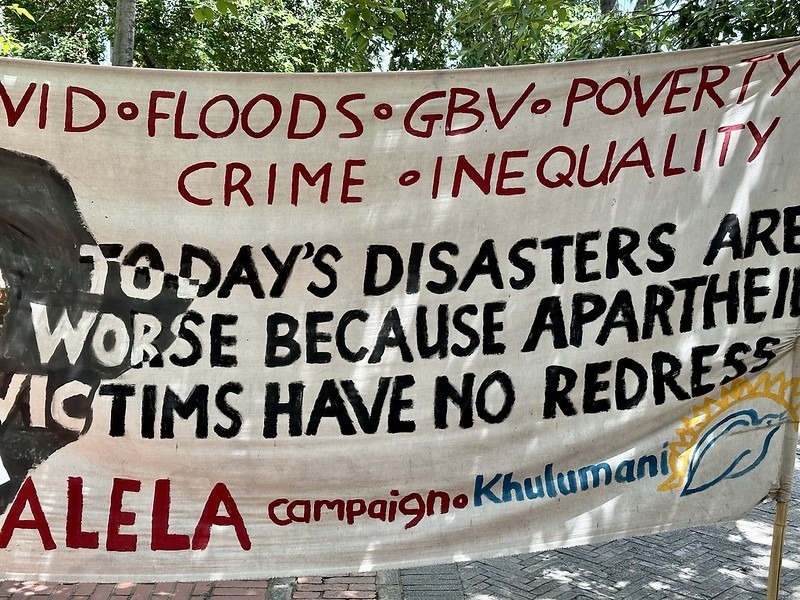 VID • FLOODS • GBV • POVERTY
CRIME • INEQUALITY
TODAY'S DISASTERS ARE
WORSE BECAUSE APARTHEI
VICTIMS HAVE NO REDRESS
ALELA campaign • Khulumani